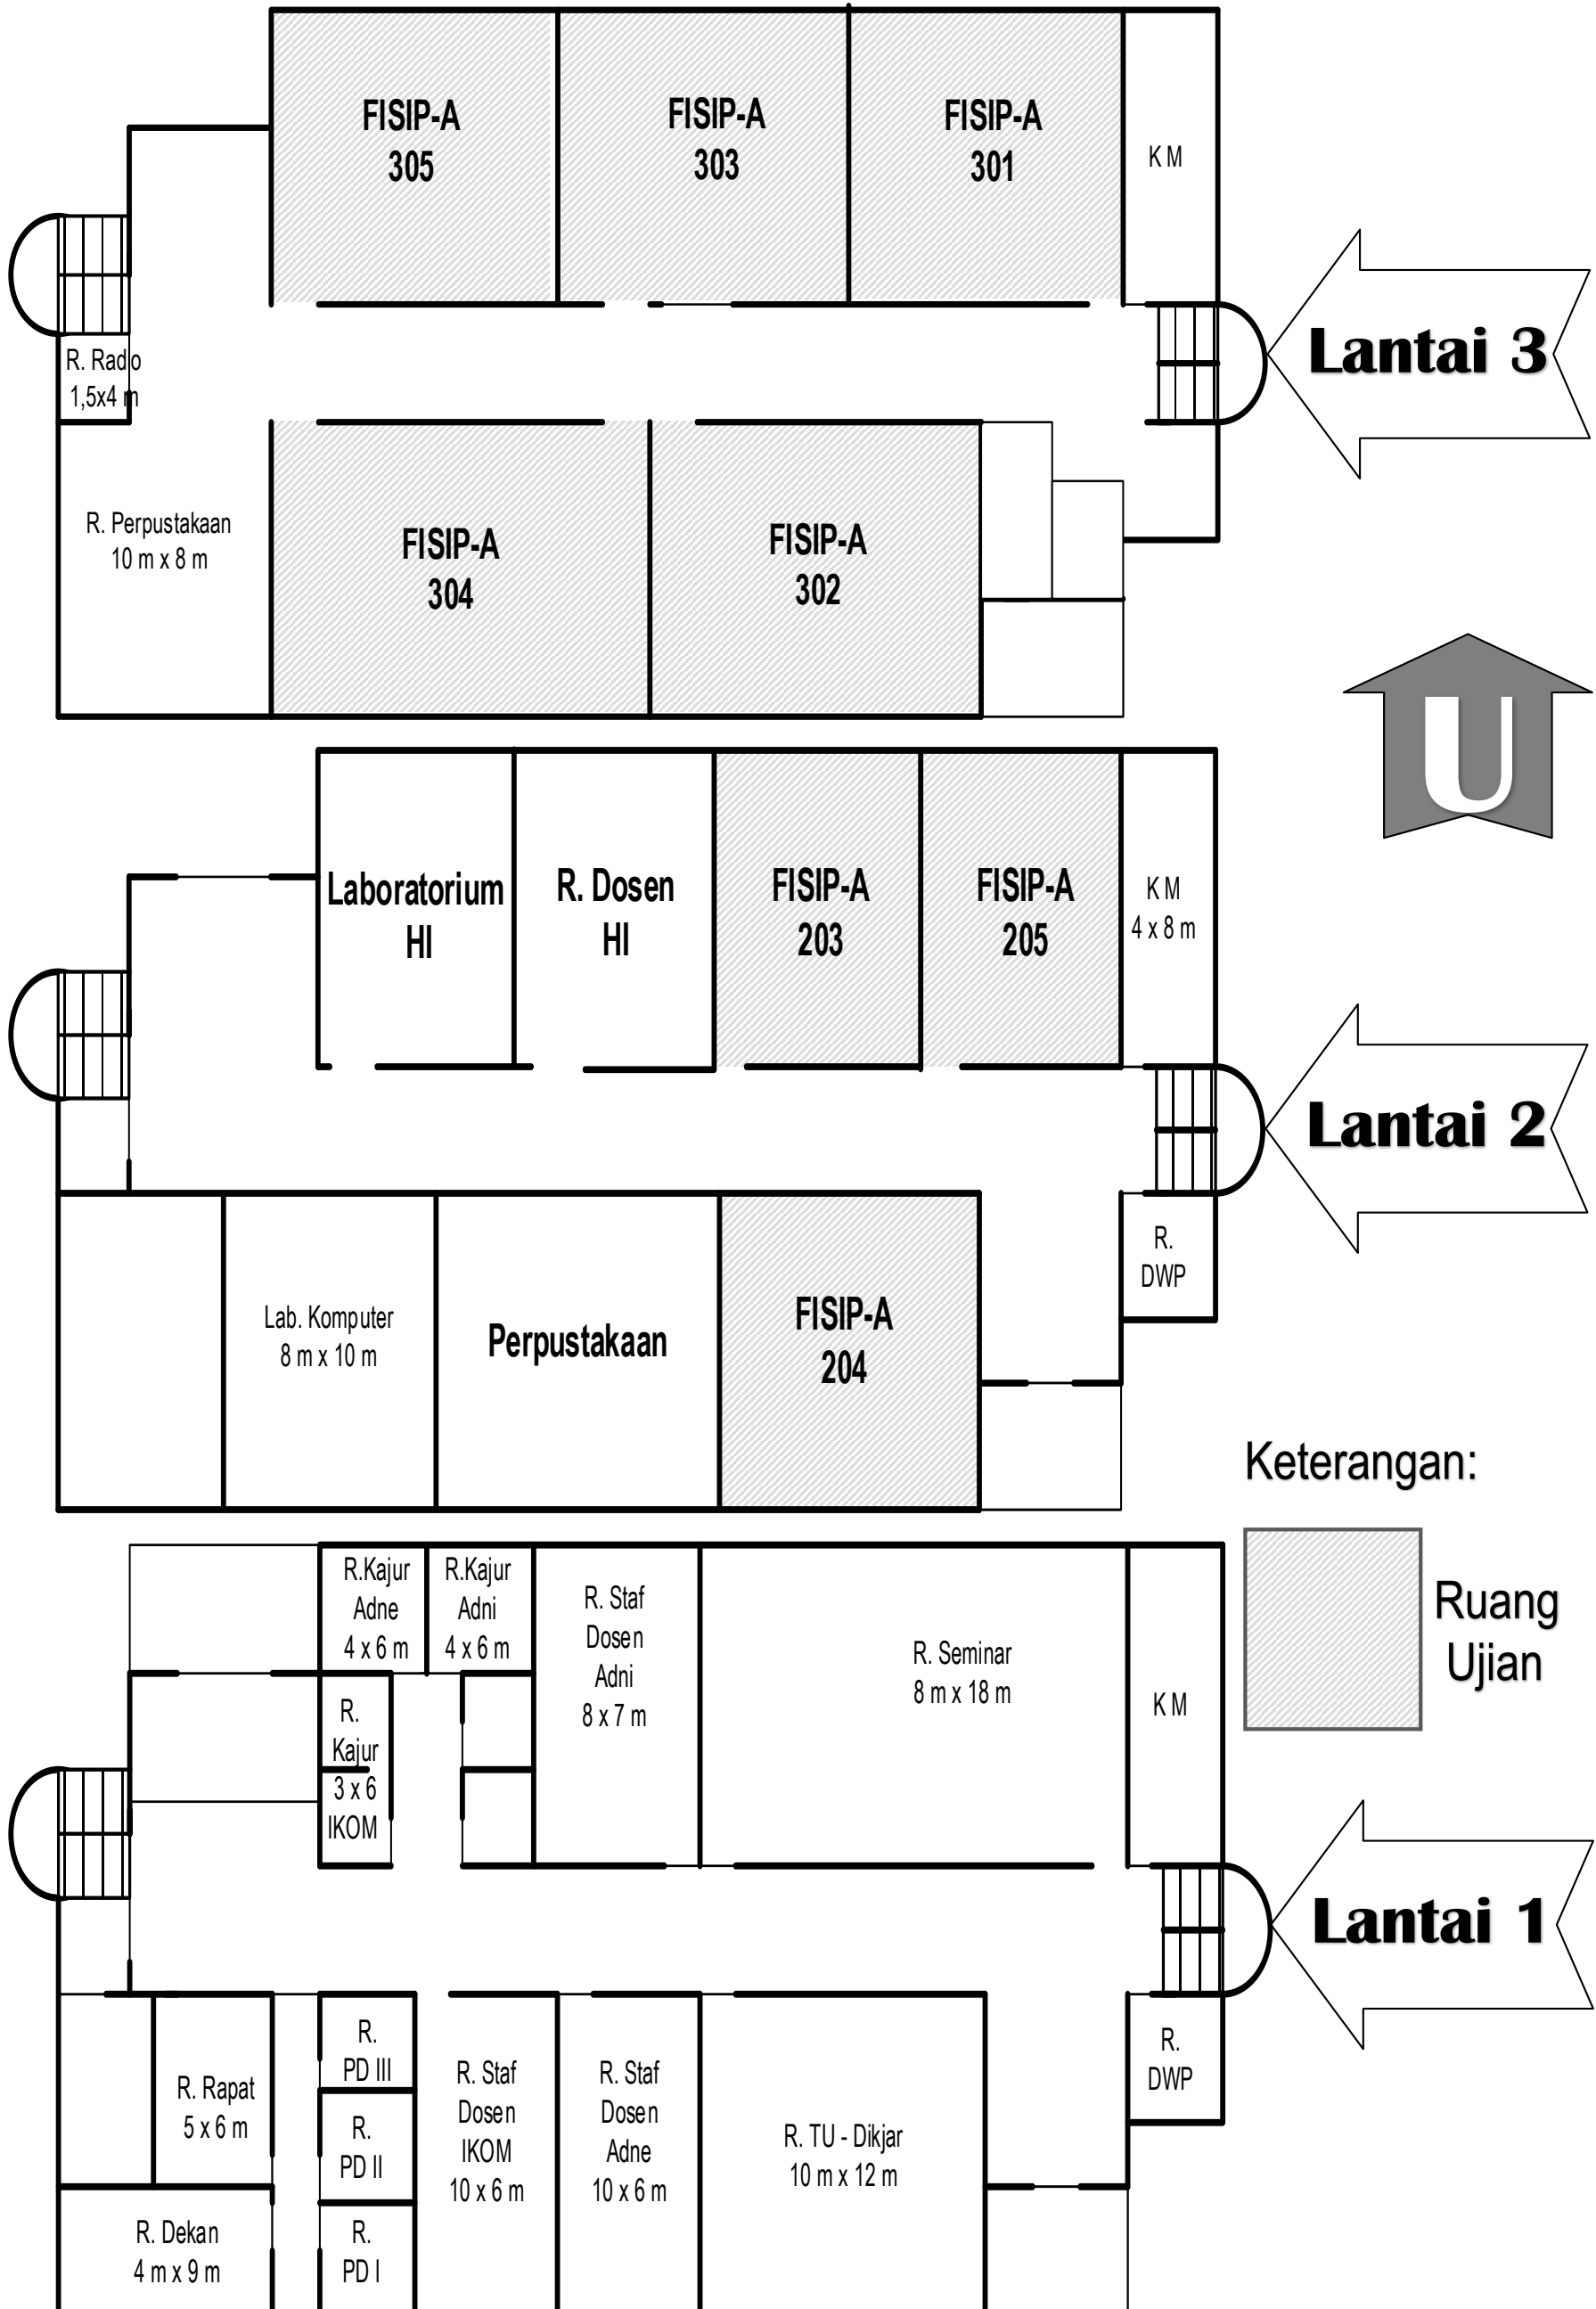 FISIP-A
305
FISIP-A
303
FISIP-A
301
K M
R. Radio
1,5x4 m
Lantai 3
R. Perpustakaan
10 m x 8 m
FISIP-A
304
FISIP-A
302
U
Laboratorium
HI
R. Dosen
HI
FISIP-A
203
FISIP-A
205
K M
4 x 8 m
Lantai 2
R.
DWP
Lab. Komputer
8 m x 10 m
Perpustakaan
FISIP-A
204
Keterangan:
Ruang
Ujian
R.Kajur
Adne
4 x 6 m
R.Kajur
Adni
4 x 6 m
R. Staf
Dosen
Adni
8 x 7 m
R. Seminar
8 m x 18 m
K M
R.
Kajur
3 x 6
IKOM
Lantai 1
R. Rapat
5 x 6 m
R.
PD III
R.
PD II
R.
PD I
R. Staf
Dosen
IKOM
10 x 6 m
R. Staf
Dosen
Adne
10 x 6 m
R. TU - Dikjar
10 m x 12 m
R.
DWP
R. Dekan
4 m x 9 m